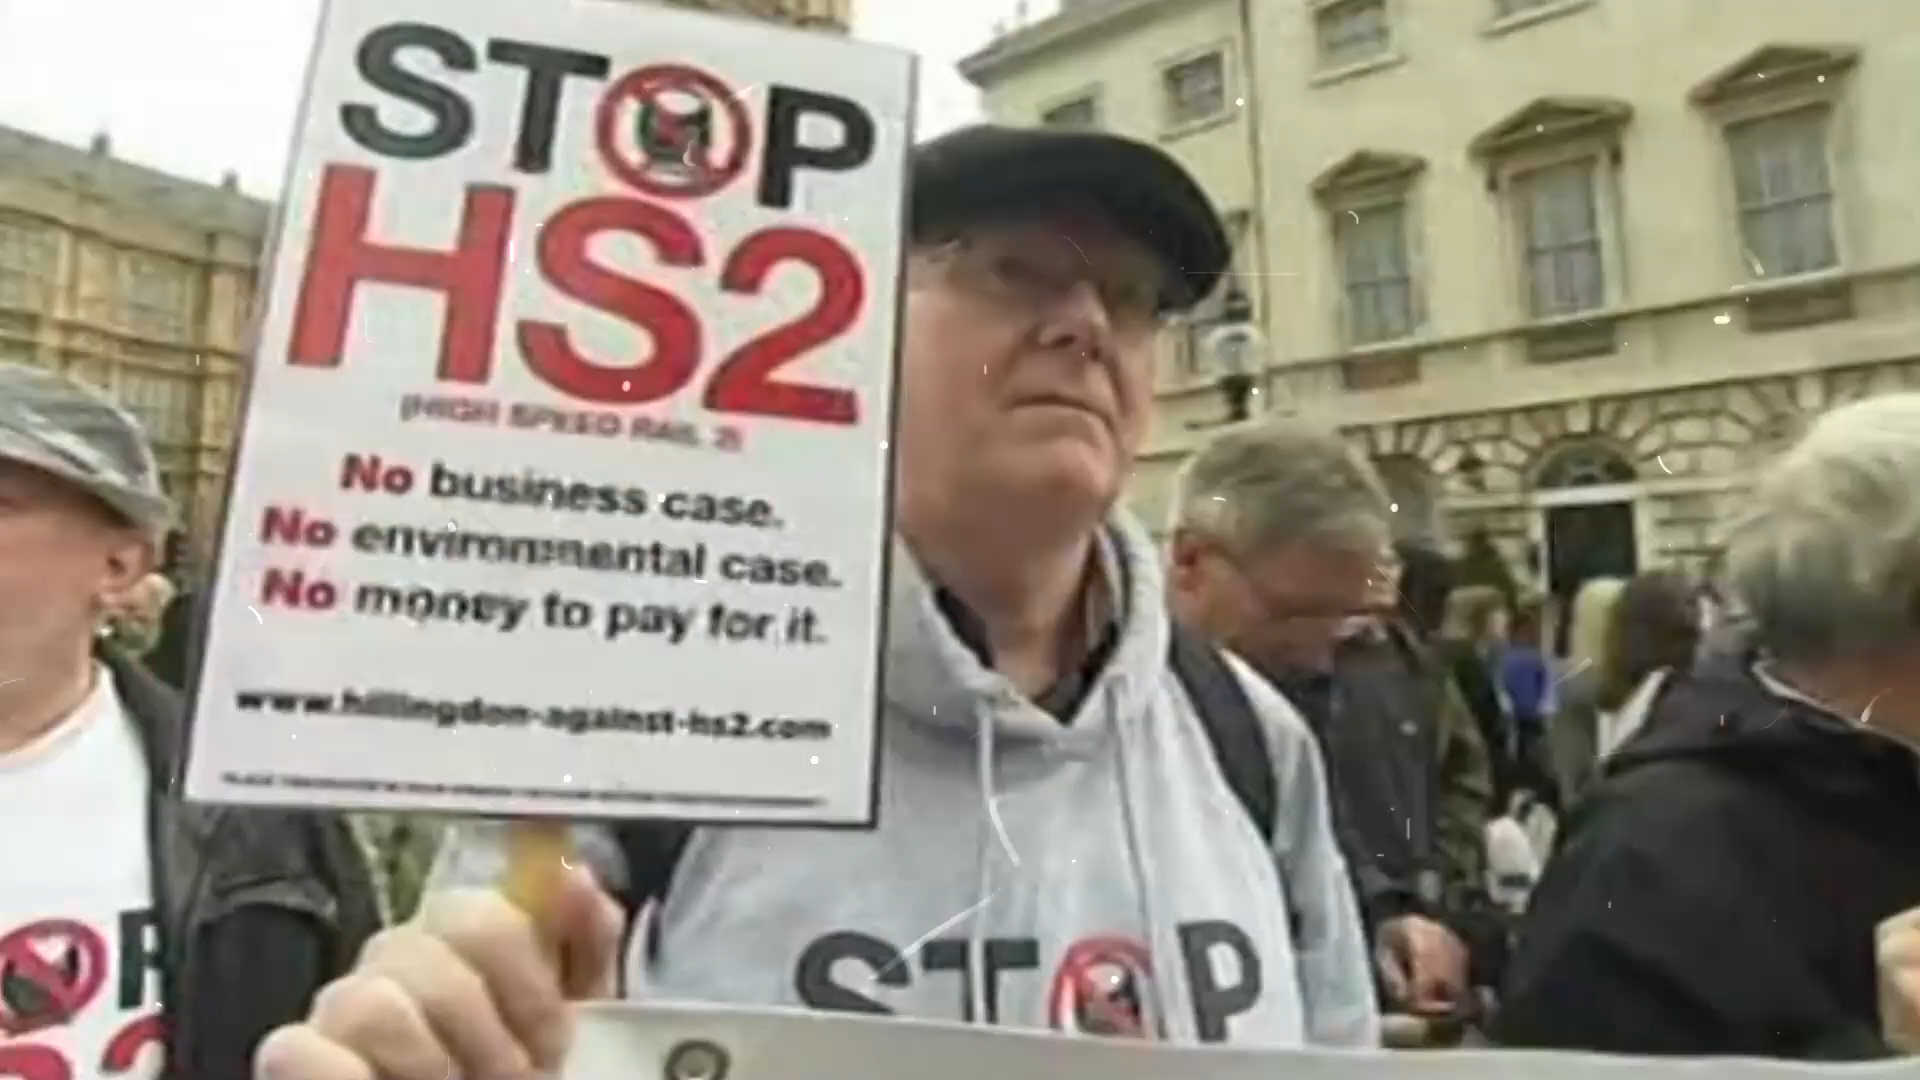 STOP
HS2
(HIGH SPEED RAIL 2)
No business case.
No environmental case.
No money to pay for it.
www.hillingdon-against-hs2.com
STOP